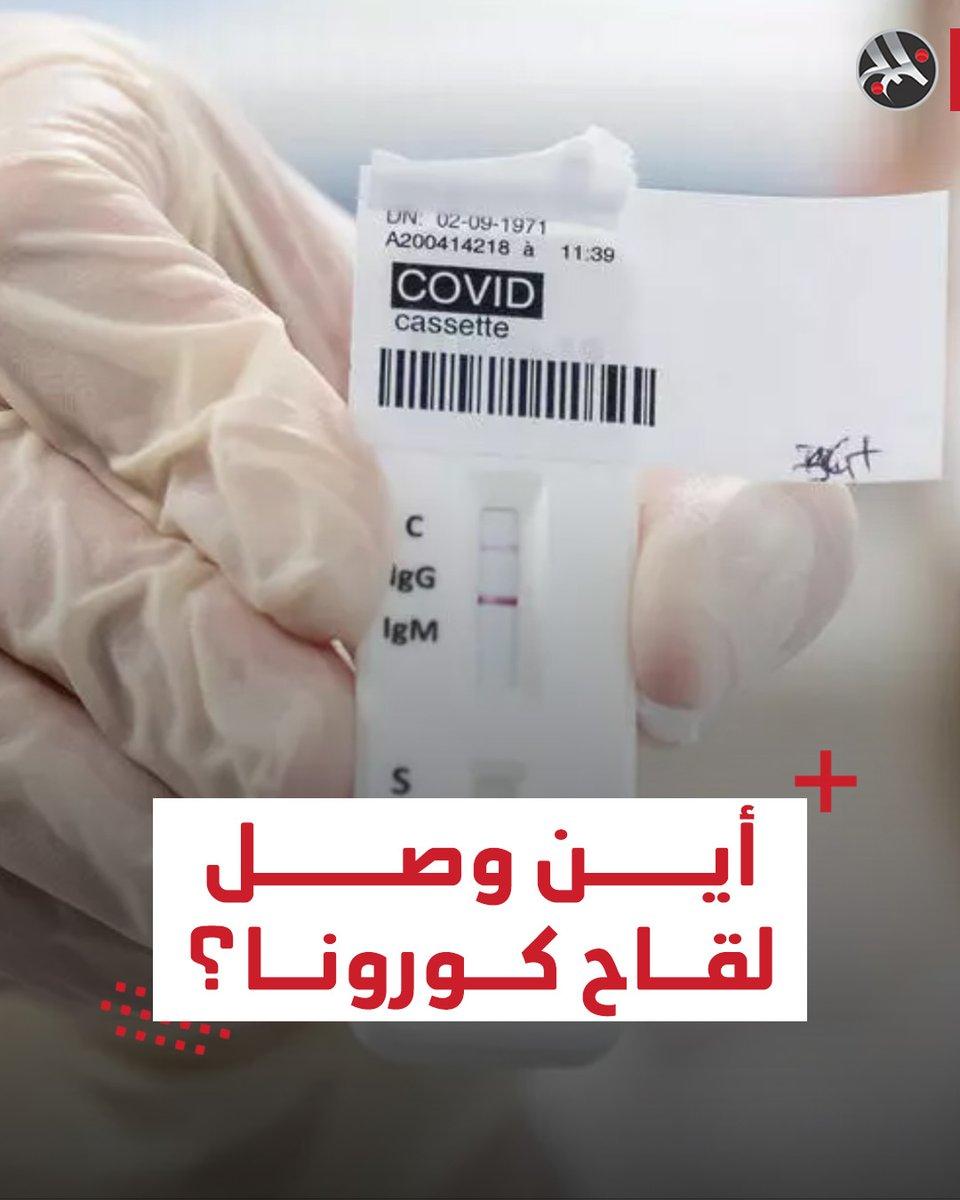 DN: 02-09-1971
A200414218 à 11:39
COVID
cassette
C
IgG
IgM
S
أين وصل
لقاح كورونا؟